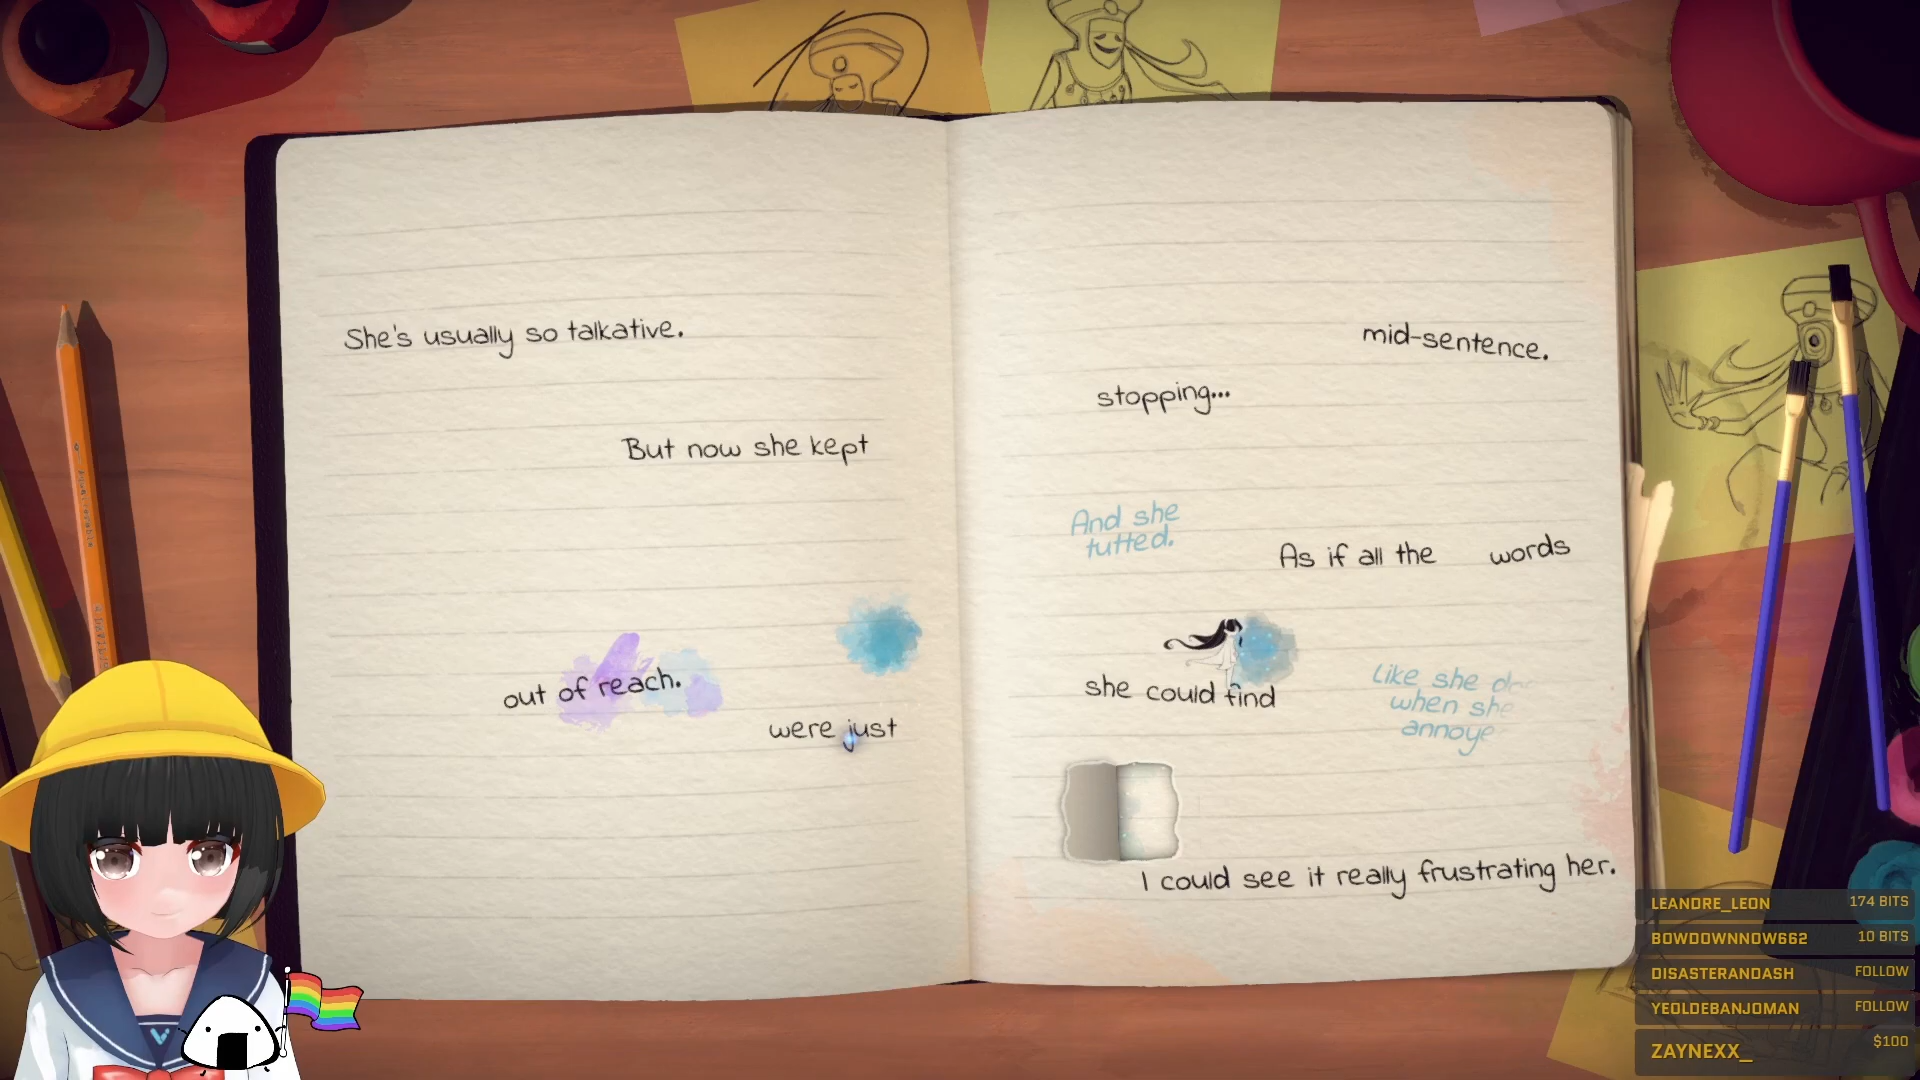 She's usually so talkative.
But now she kept
out of reach.
were just
mid-sentence.
stopping...
And she
tutted.
As if all the words
she could find
Like she
when she
I could see it really frustrating her.
LEANDRE_LEON 174 BITS
BOWDOWNNOW662 10 BITS
DISASTERANDASH FOLLOW
YEOLDEBANJOMAN FOLLOW
ZAYNEXX_ $100